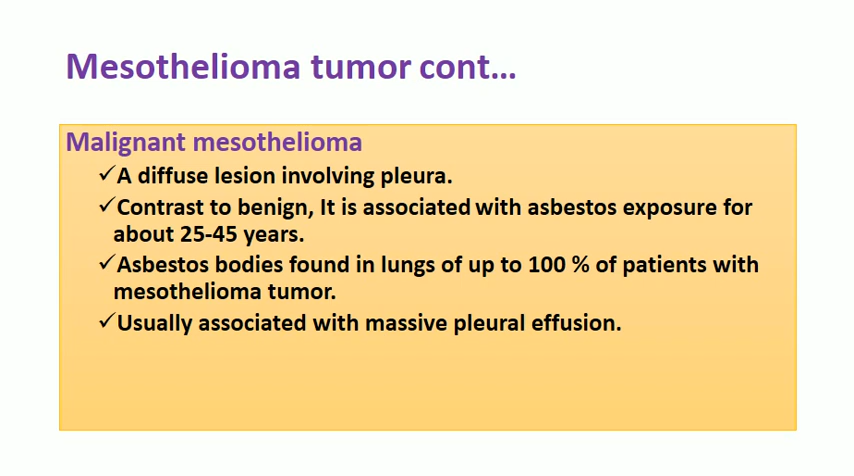 Mesothelioma tumor cont…
Malignant mesothelioma
✓A diffuse lesion involving pleura.
✓Contrast to benign, It is associated with asbestos exposure for
about 25-45 years.
✓Asbestos bodies found in lungs of up to 100 % of patients with
mesothelioma tumor.
✓Usually associated with massive pleural effusion.